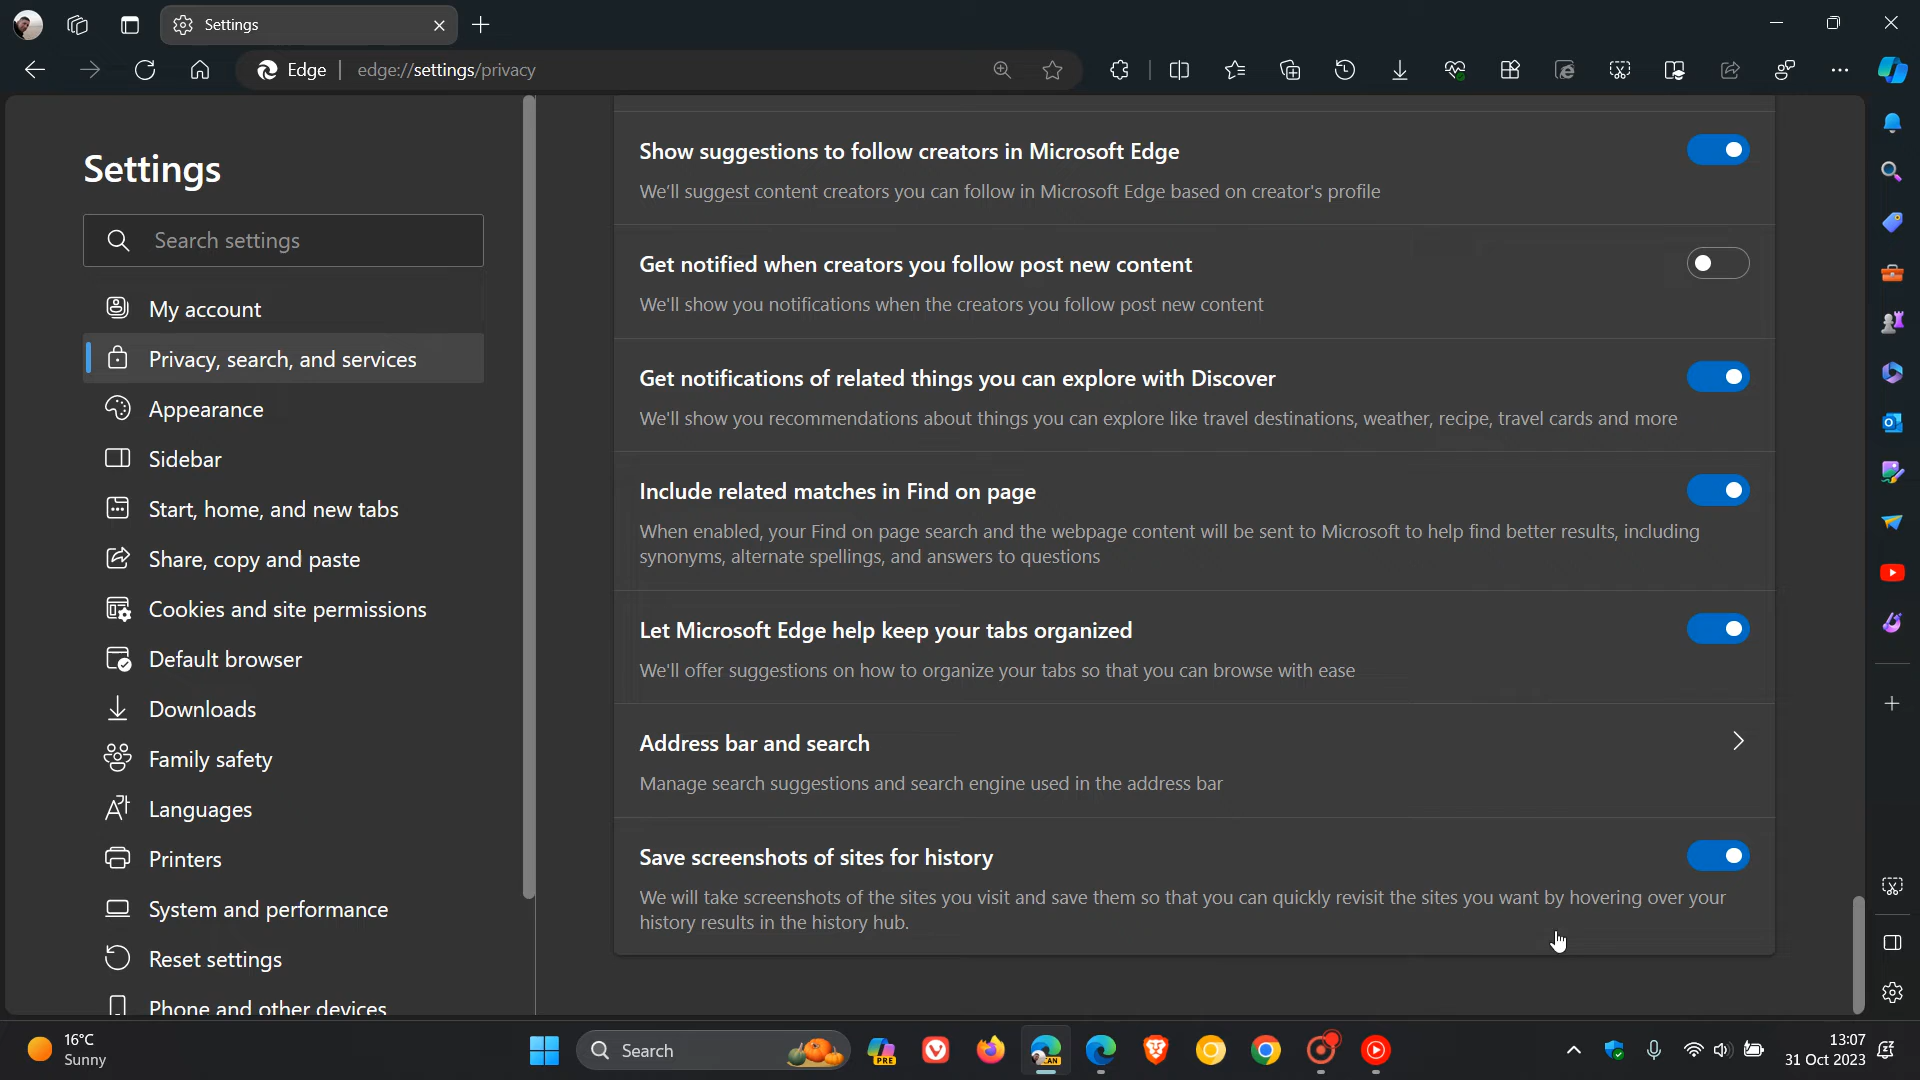 Settings
Edge
edge://settings/privacy
Settings
Search settings
My account
Privacy, search, and services
Appearance
Sidebar
Start, home, and new tabs
Share, copy and paste
Cookies and site permissions
Default browser
Downloads
Family safety
Languages
Printers
System and performance
Reset settings
Phone and other devices
Show suggestions to follow creators in Microsoft Edge
We'll suggest content creators you can follow in Microsoft Edge based on creator's profile
Get notified when creators you follow post new content
We'll show you notifications when the creators you follow post new content
Get notifications of related things you can explore with Discover
We'll show you recommendations about things you can explore like travel destinations, weather, recipe, travel cards and more
Include related matches in Find on page
When enabled, your Find on page search and the webpage content will be sent to Microsoft to help find better results, including
synonyms, alternate spellings, and answers to questions
Let Microsoft Edge help keep your tabs organized
We'll offer suggestions on how to organize your tabs so that you can browse with ease
Address bar and search
Manage search suggestions and search engine used in the address bar
Save screenshots of sites for history
We will take screenshots of the sites you visit and save them so that you can quickly revisit the sites you want by hovering over your
history results in the history hub.
16°C
Sunny
Search
PRE
CAN
13:07
31 Oct 2023